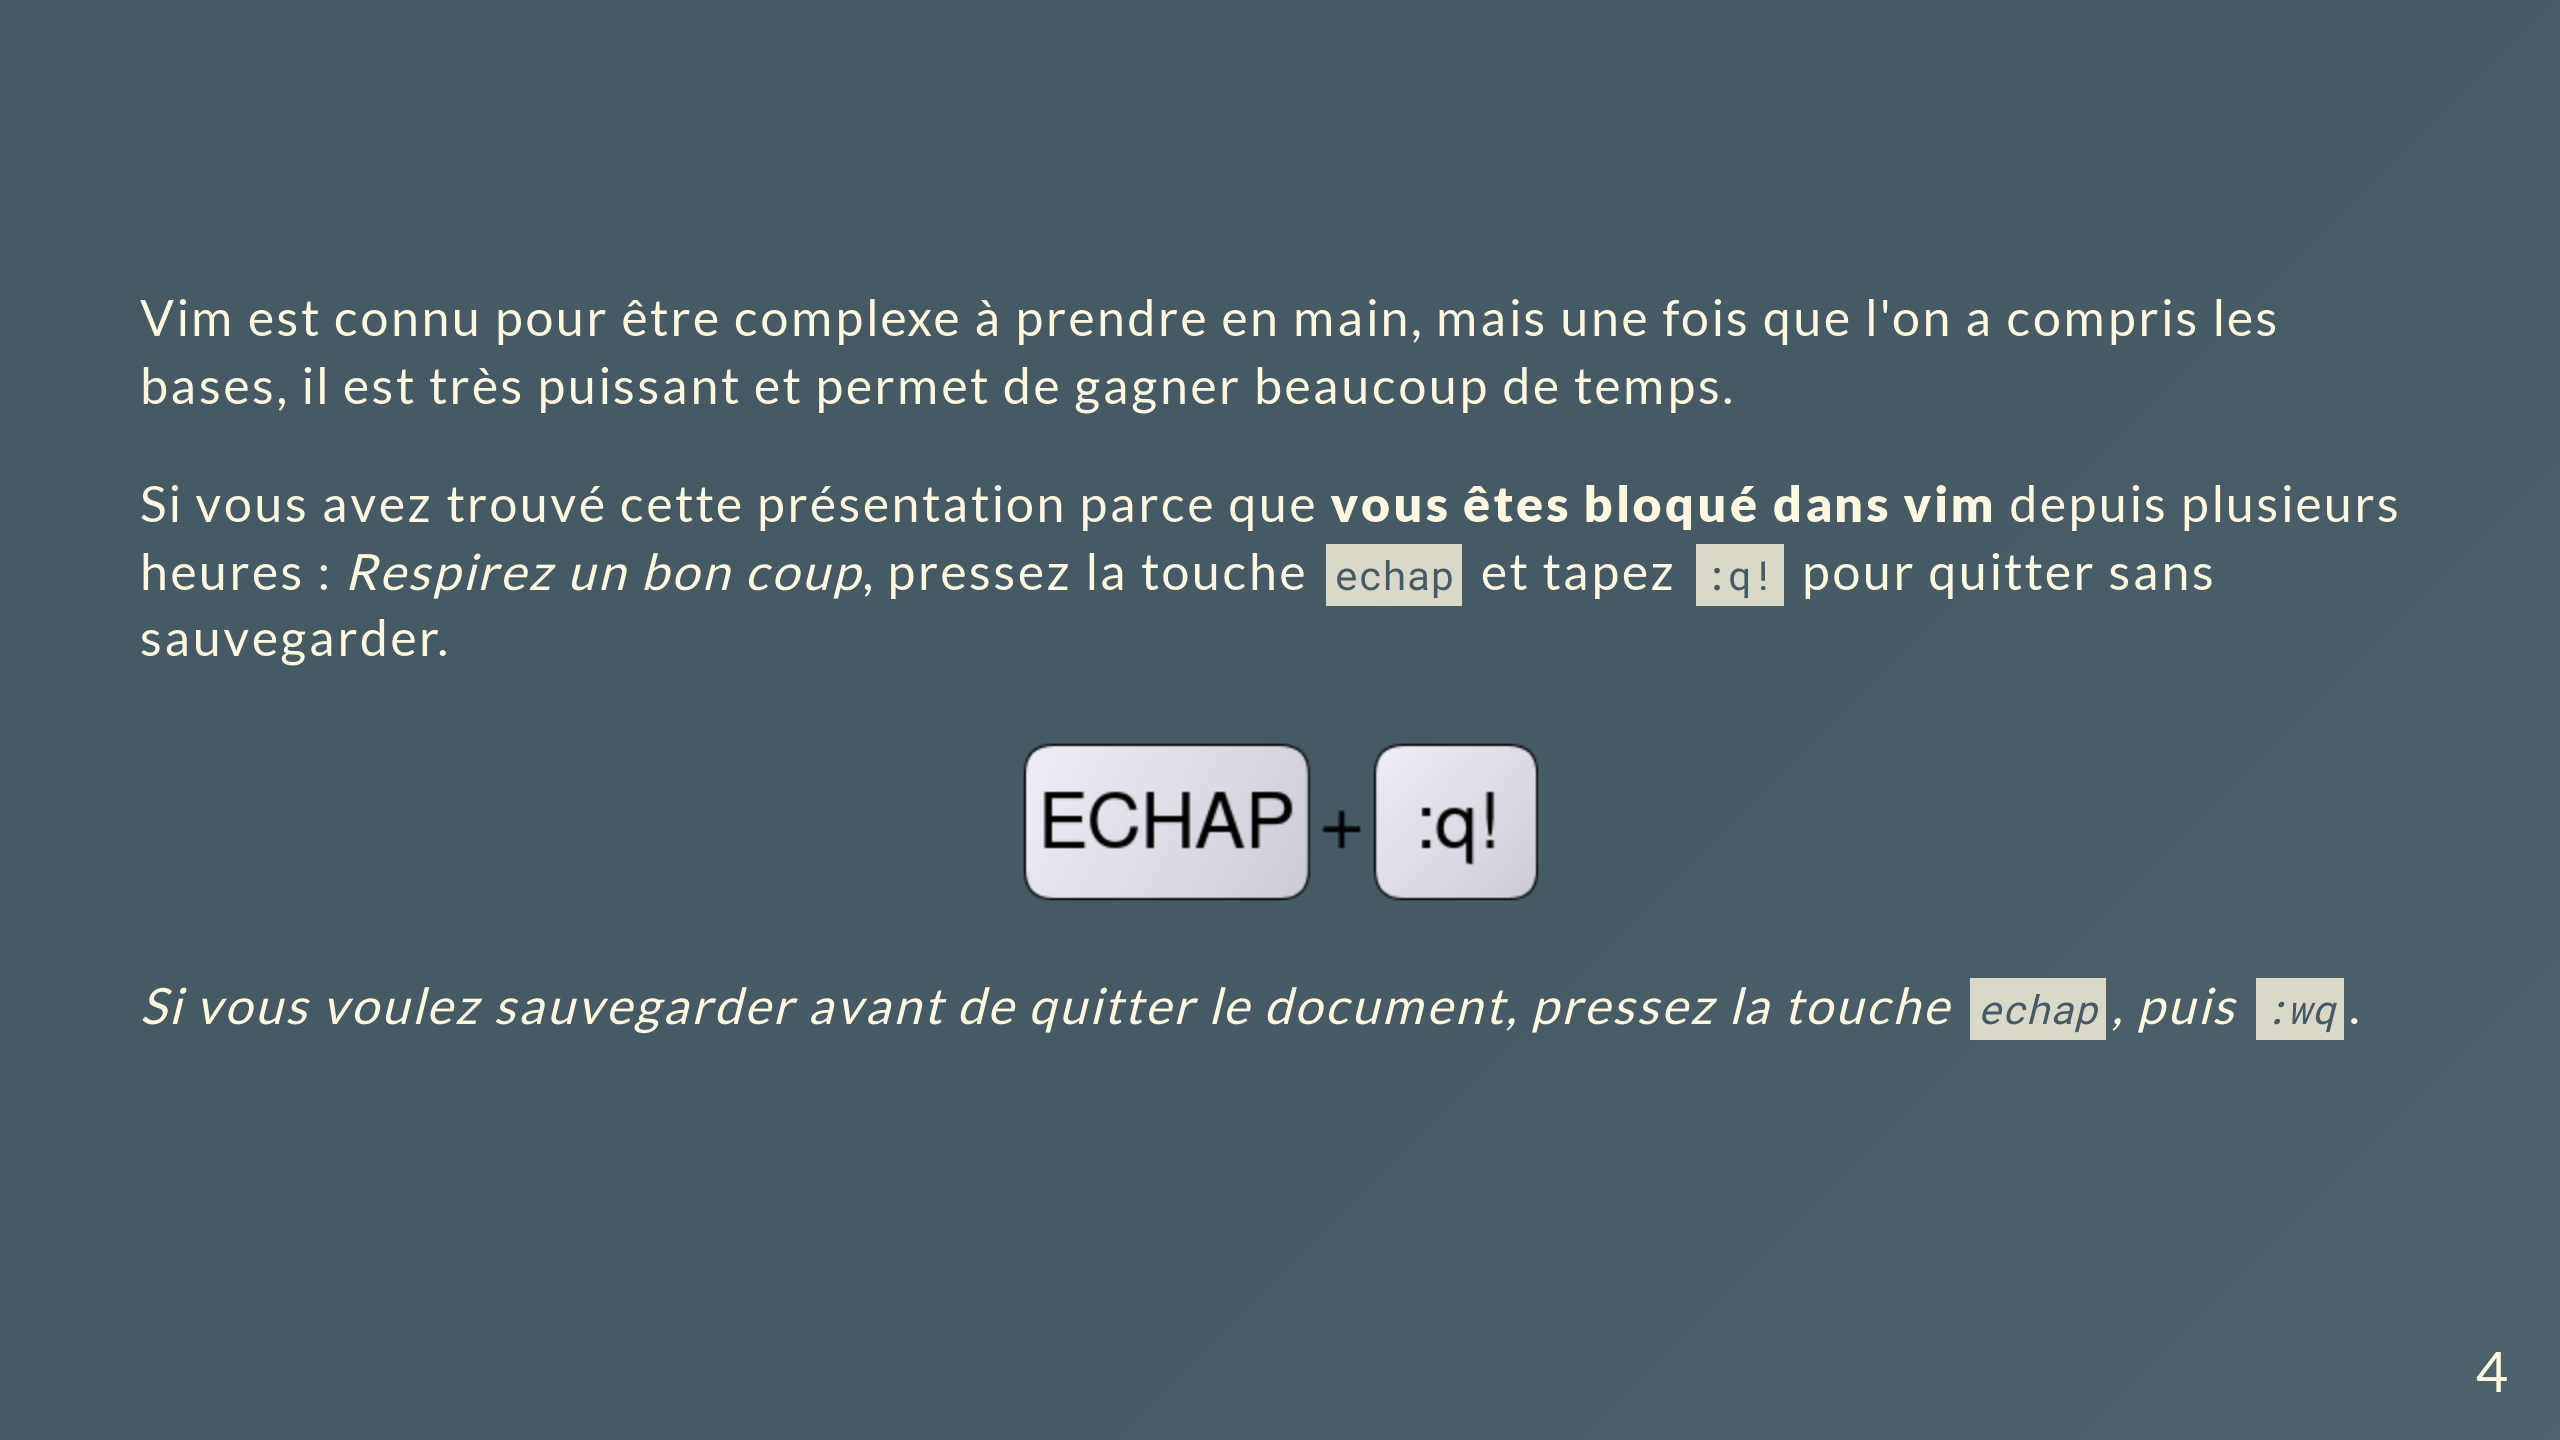 Vim est connu pour être complexe à prendre en main, mais une fois que l'on a compris les
bases, il est très puissant et permet de gagner beaucoup de temps.
Si vous avez trouvé cette présentation parce que vous êtes bloqué dans vim depuis plusieurs
heures : Respirez un bon coup, pressez la touche echap et tapez :q! pour quitter sans
sauvegarder.
ECHAP + :q!
Si vous voulez sauvegarder avant de quitter le document, pressez la touche echap, puis :wq.
4